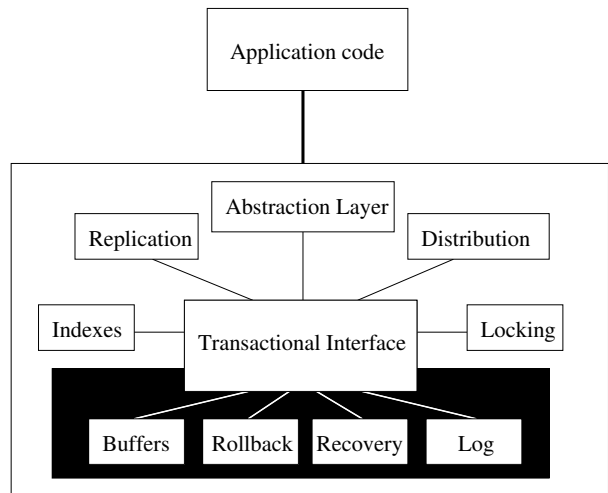 Application code
Abstraction Layer
Replication
Distribution
Indexes
Transactional Interface
Locking
Buffers
Rollback
Recovery
Log